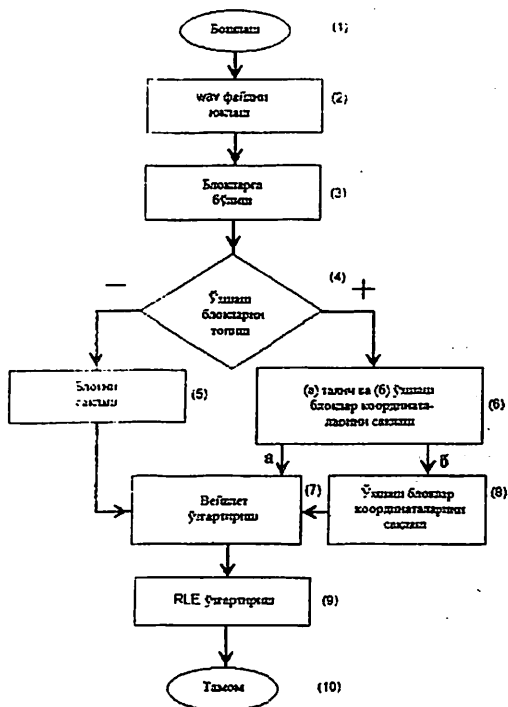 Бошлаш (1)
wav файлни
юклаш (2)
Блокларга
бўлиш (3)
(4)
− +
Ўхшаш
блокларни
топиш
Блокни
сақлаш (5)
(а) таянч ва (б) ўхшаш
блоклар координата-
ларини сақлаш (6)
а б
Вейвлет
ўзгартириш (7)
Ўхшаш блоклар
координаталарини
сақлаш (8)
RLE ўзгартириш (9)
Тамом (10)